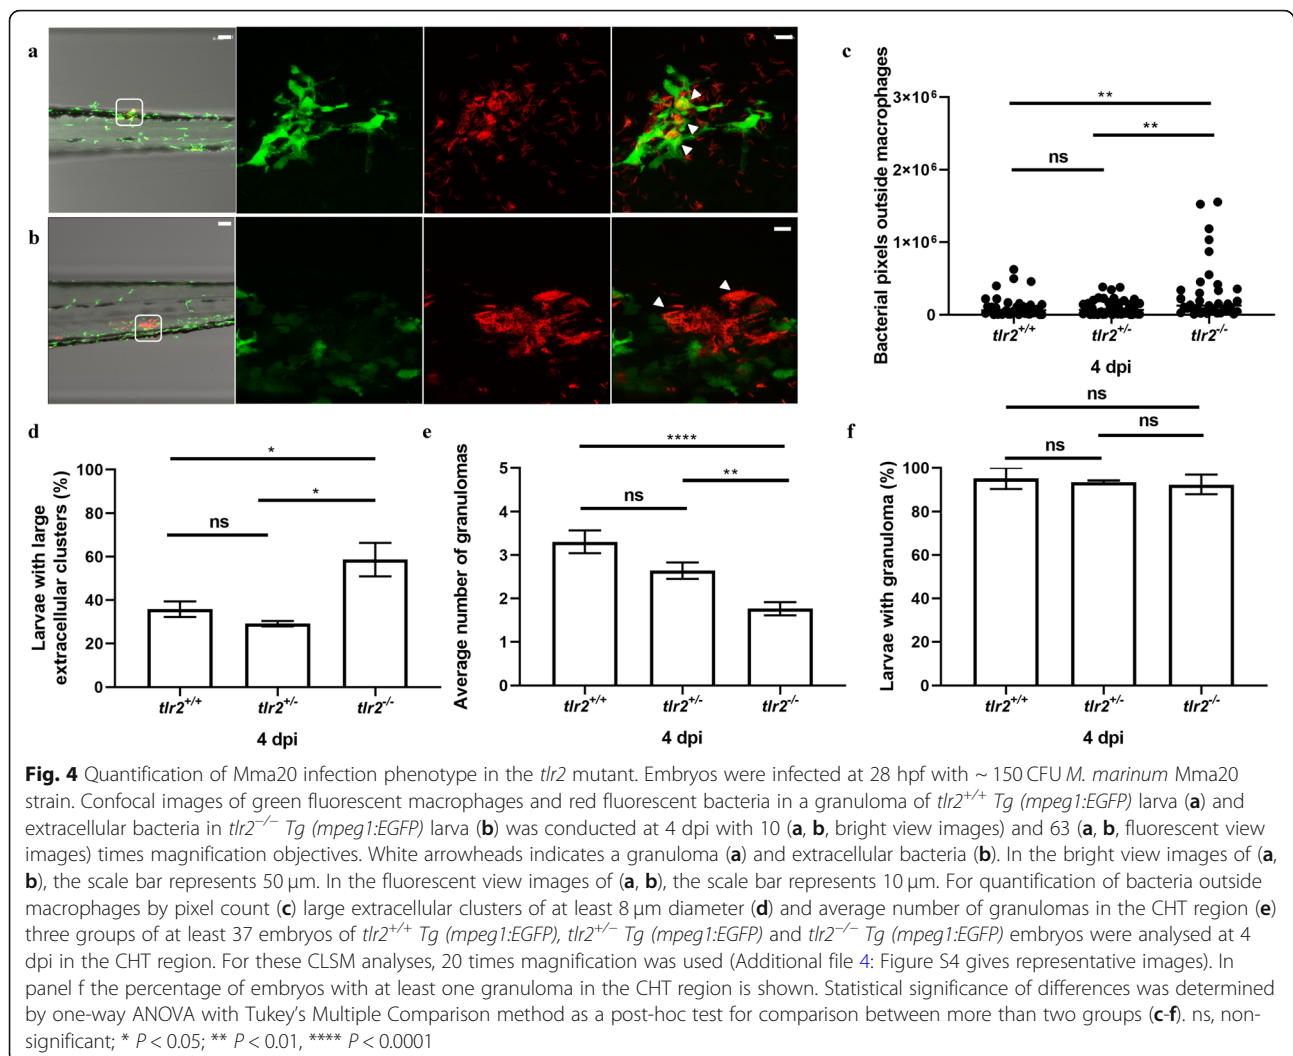 a
b
c
Bacterial pixels outside macrophages
3×10⁶
2×10⁶
1×10⁶
0
**
**
ns
tlr2+/+
tlr2+/-
tlr2-/-
4 dpi
d
Larvae with large
extracellular clusters (%)
100
80
60
40
20
0
*
*
ns
tlr2+/+
tlr2+/-
tlr2-/-
4 dpi
e
Average number of granulomas
5
4
3
2
1
0
****
**
ns
tlr2+/+
tlr2+/-
tlr2-/-
4 dpi
f
Larvae with granuloma (%)
100
80
60
40
20
0
ns
ns
ns
tlr2+/+
tlr2+/-
tlr2-/-
4 dpi
Fig. 4 Quantification of Mma20 infection phenotype in the tlr2 mutant. Embryos were infected at 28 hpf with ~ 150 CFU M. marinum Mma20
strain. Confocal images of green fluorescent macrophages and red fluorescent bacteria in a granuloma of tlr2+/+ Tg (mpeg1:EGFP) larva (a) and
extracellular bacteria in tlr2−/− Tg (mpeg1:EGFP) larva (b) was conducted at 4 dpi with 10 (a, b, bright view images) and 63 (a, b, fluorescent view
images) times magnification objectives. White arrowheads indicates a granuloma (a) and extracellular bacteria (b). In the bright view images of (a,
b), the scale bar represents 50 μm. In the fluorescent view images of (a, b), the scale bar represents 10 μm. For quantification of bacteria outside
macrophages by pixel count (c) large extracellular clusters of at least 8 μm diameter (d) and average number of granulomas in the CHT region (e)
three groups of at least 37 embryos of tlr2+/+ Tg (mpeg1:EGFP), tlr2+/− Tg (mpeg1:EGFP) and tlr2−/− Tg (mpeg1:EGFP) embryos were analysed at 4
dpi in the CHT region. For these CLSM analyses, 20 times magnification was used (Additional file 4: Figure S4 gives representative images). In
panel f the percentage of embryos with at least one granuloma in the CHT region is shown. Statistical significance of differences was determined
by one-way ANOVA with Tukey's Multiple Comparison method as a post-hoc test for comparison between more than two groups (c-f). ns, non-
significant; * P < 0.05; ** P < 0.01, **** P < 0.0001